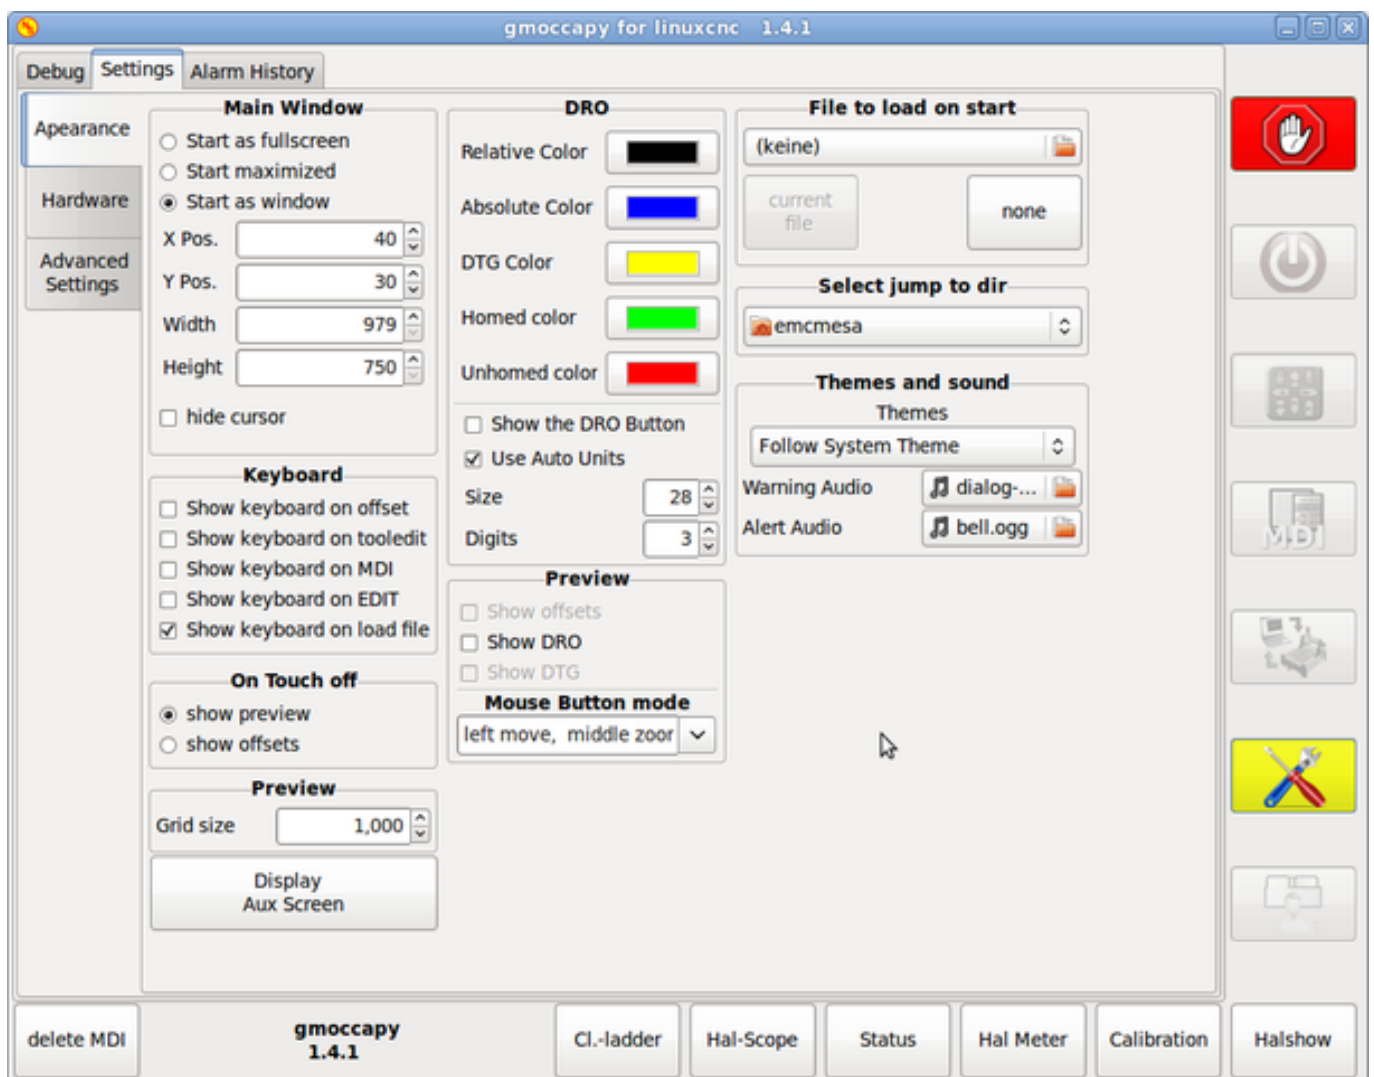 gmoccapy for linuxcnc 1.4.1
Debug Settings Alarm History
Apearance
Hardware
Advanced
Settings
Main Window
Start as fullscreen
Start maximized
Start as window
X Pos. 40
Y Pos. 30
Width 979
Height 750
hide cursor
Keyboard
Show keyboard on offset
Show keyboard on tooledit
Show keyboard on MDI
Show keyboard on EDIT
Show keyboard on load file
On Touch off
show preview
show offsets
Preview
Grid size 1,000
Display
Aux Screen
DRO
Relative Color
Absolute Color
DTG Color
Homed color
Unhomed color
Show the DRO Button
Use Auto Units
Size 28
Digits 3
Preview
Show offsets
Show DRO
Show DTG
Mouse Button mode
left move, middle zoor
File to load on start
(keine)
current
file
none
Select jump to dir
emcmesa
Themes and sound
Themes
Follow System Theme
Warning Audio dialog-...
Alert Audio bell.ogg
MDI
delete MDI
gmoccapy
1.4.1
Cl.-ladder
Hal-Scope
Status
Hal Meter
Calibration
Halshow